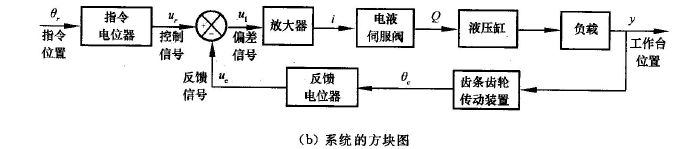 θr ur u1 i Q y
指令 电位器 放大器 电液 伺服阀 液压缸 负载
指令 位置 控制 信号 偏差 信号 工作台 位置
反馈 信号 ue 反馈 电位器 θc 齿条齿轮 传动装置
(b) 系统的方块图